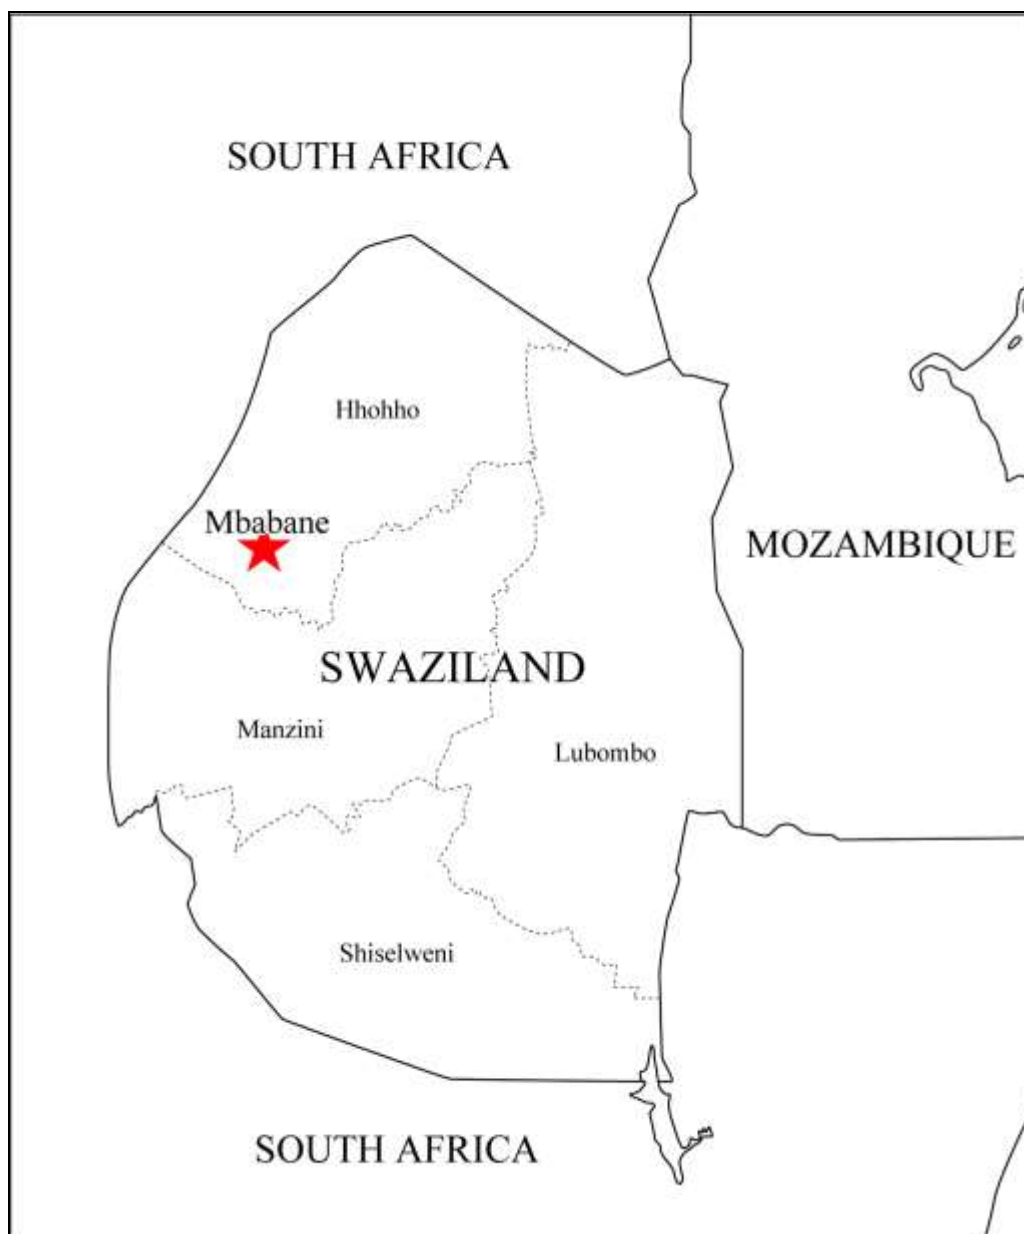 SOUTH AFRICA
Hhohho
Mbabane
MOZAMBIQUE
SWAZILAND
Manzini
Lubombo
Shiselweni
SOUTH AFRICA